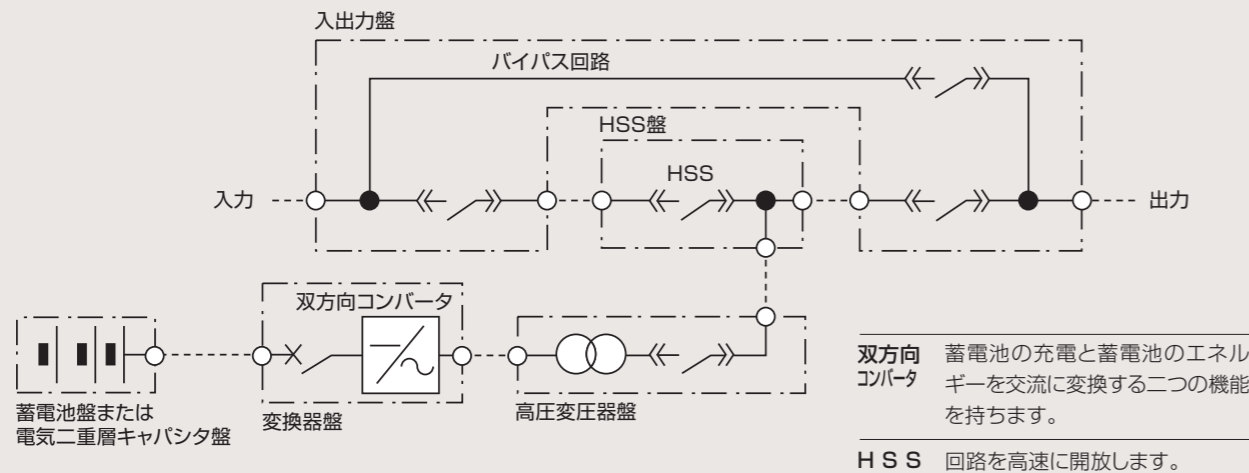 入出力盤
バイパス回路
HSS盤
HSS
入力
出力
双方向コンバータ
蓄電池盤または
電気二重層キャパシタ盤
変換器盤
高圧変圧器盤
双方向
コンバータ
蓄電池の充電と蓄電池のエネル
ギーを交流に変換する二つの機能
を持ちます。
HSS 回路を高速に開放します。